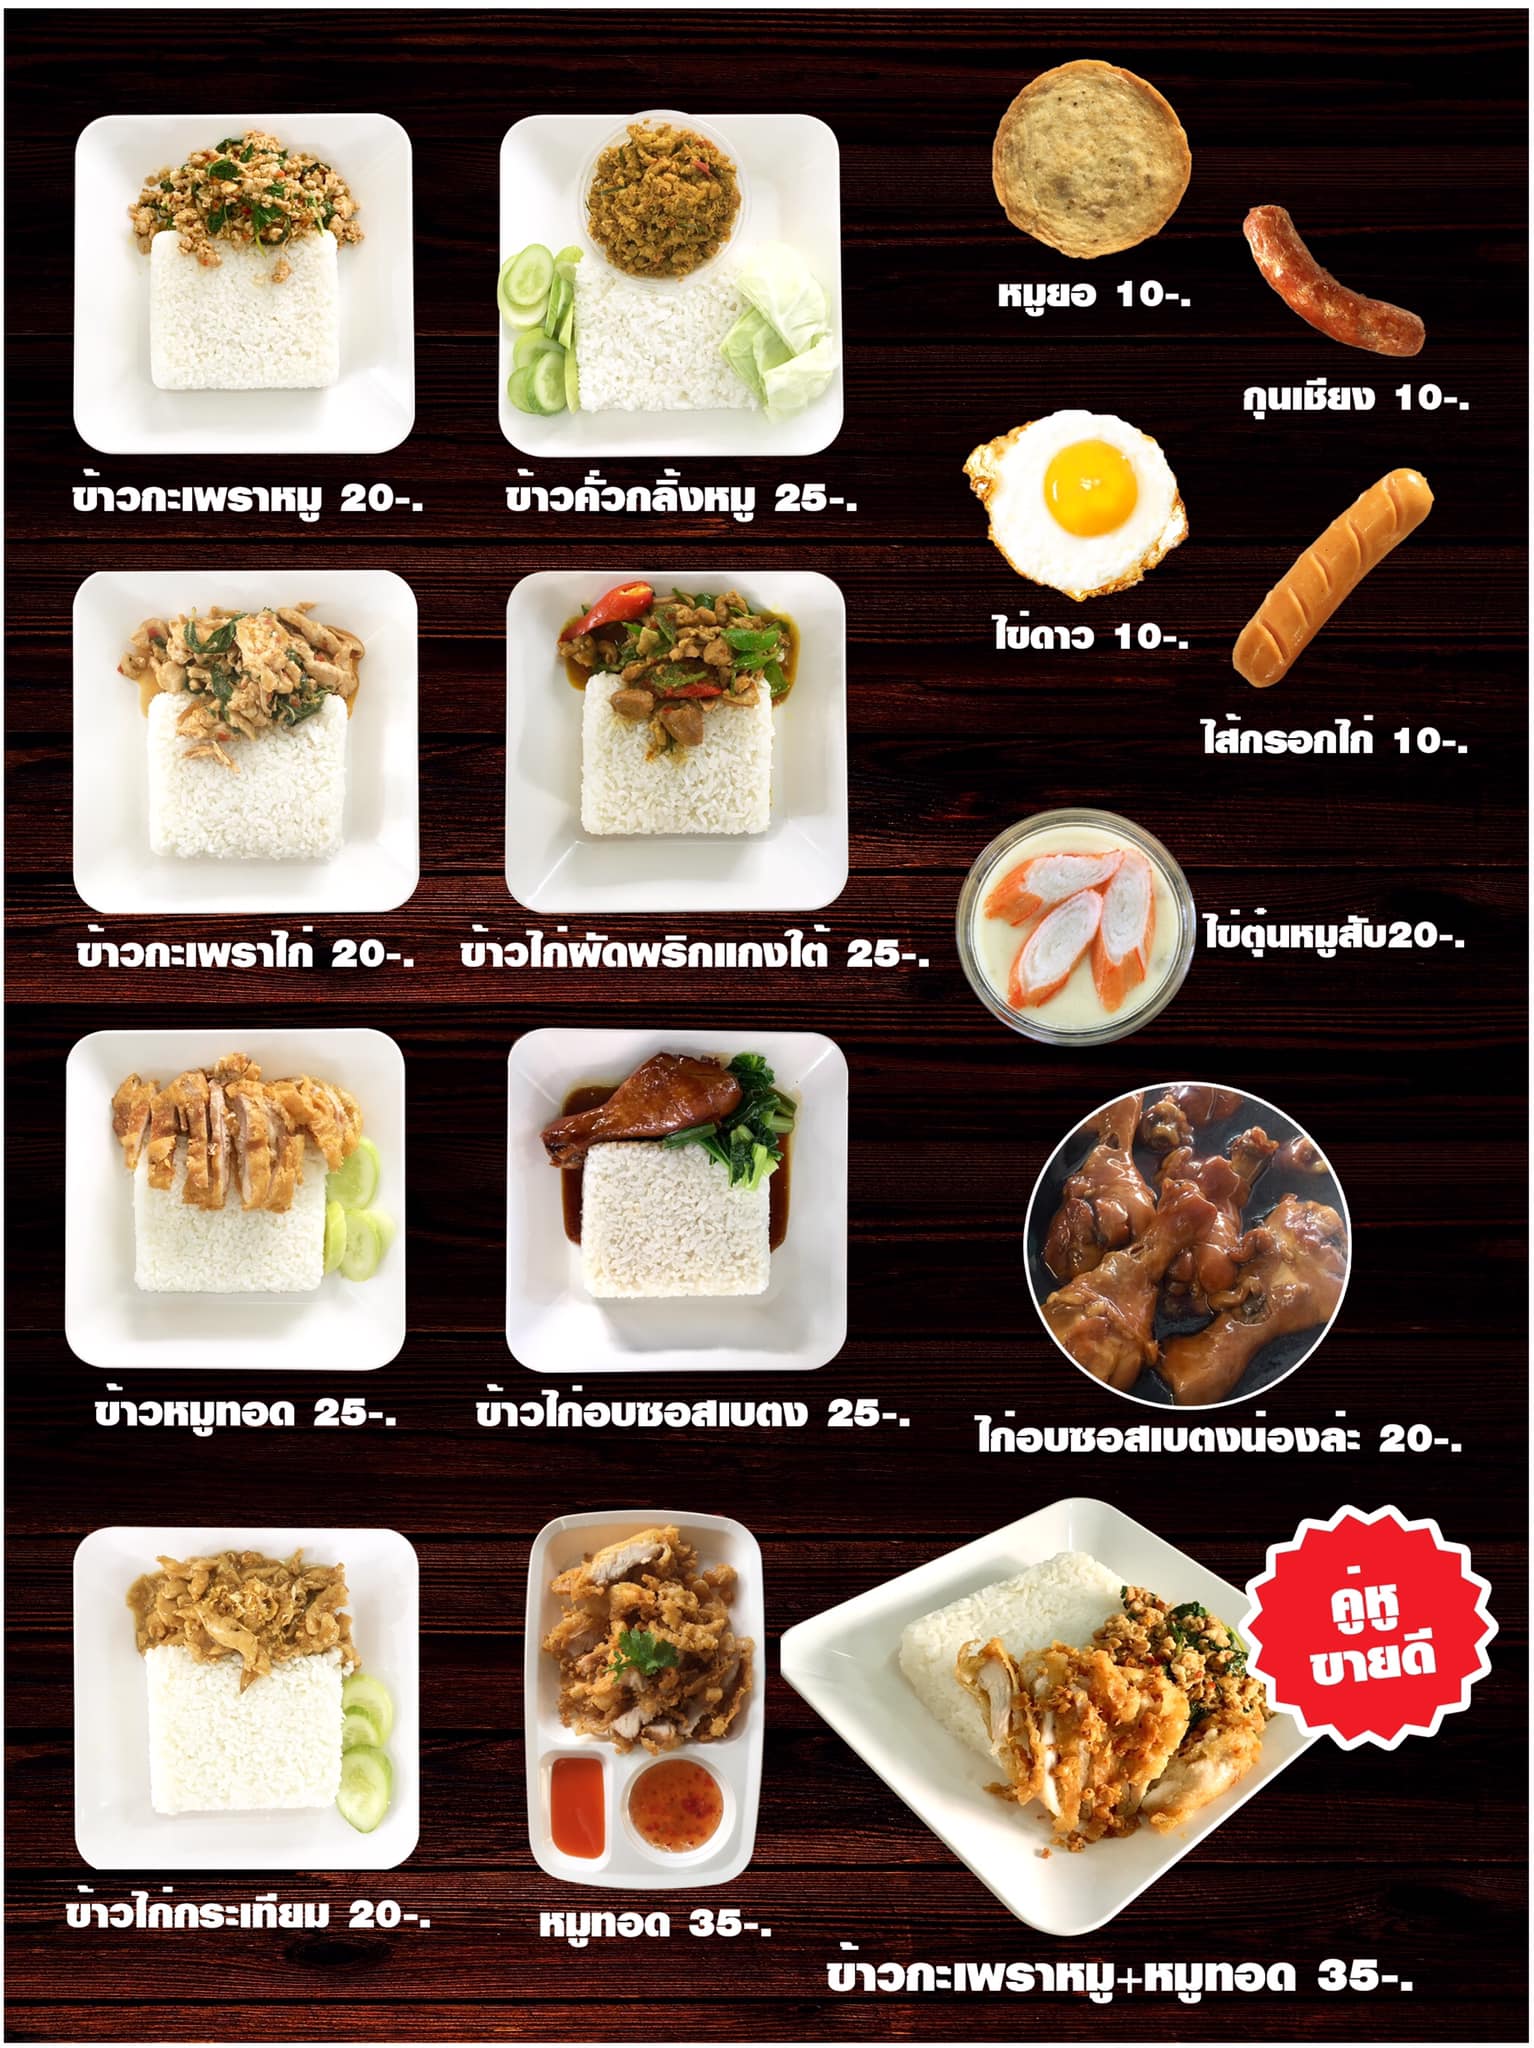 หมูยอ 10-.
กุนเชียง 10-.
ข้าวกะเพราหมู 20-.
ข้าวคั่วกลิ้งหมู 25-.
ไข่ดาว 10-.
ไส้กรอกไก่ 10-.
ข้าวกะเพราไก่ 20-.
ข้าวไก่ผัดพริกแกงใต้ 25-.
ไข่ตุ๋นหมูสับ20-.
ข้าวหมูทอด 25-.
ข้าวไก่อบซอสเบตง 25-.
ไก่อบซอสเบตงน่องละ 20-.
คู่หู
ขายดี
ข้าวไก่กระเทียม 20-.
หมูทอด 35-.
ข้าวกะเพราหมู+หมูทอด 35-.